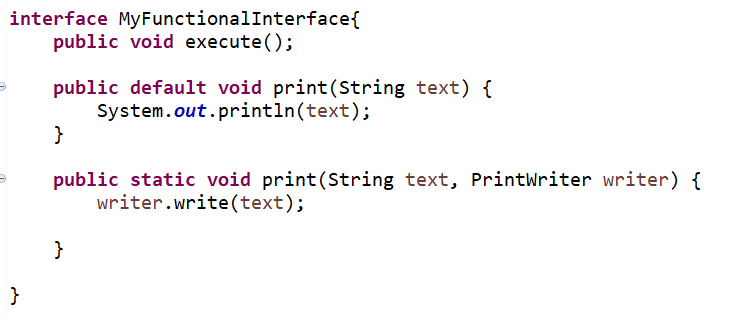 interface MyFunctionalInterface{
    public void execute();

    public default void print(String text) {
        System.out.println(text);
    }

    public static void print(String text, PrintWriter writer) {
        writer.write(text);

    }

}